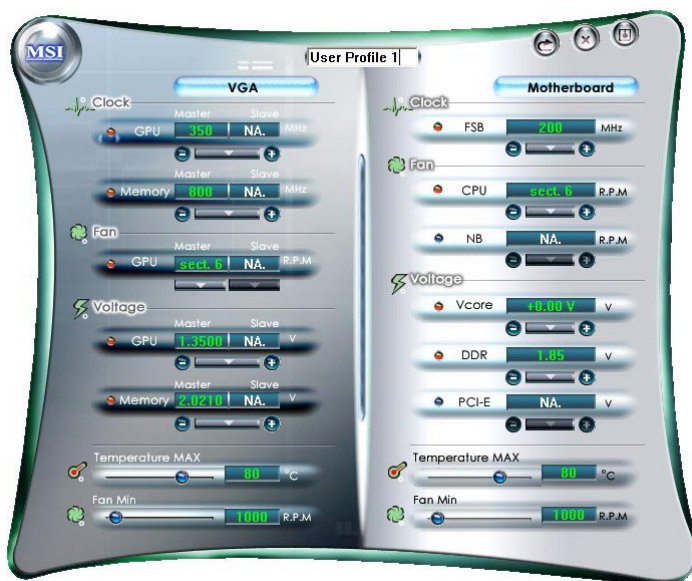 MSI
User Profile 1
VGA
Clock
Master Slave
GPU 350 NA. MHz
Master Slave
Memory 800 NA. MHz
Fan
Master Slave
GPU sect. 6 NA. R.P.M
Voltage
Master Slave
GPU 1.3500 NA. V
Master Slave
Memory 2.0210 NA. V
Temperature MAX
80 °C
Fan Min
1000 R.P.M
Motherboard
Clock
FSB 200 MHz
Fan
CPU sect. 6 R.P.M
NB NA. R.P.M
Voltage
Vcore +0.00 V V
DDR 1.85 V
PCI-E NA. V
Temperature MAX
80 °C
Fan Min
1000 R.P.M